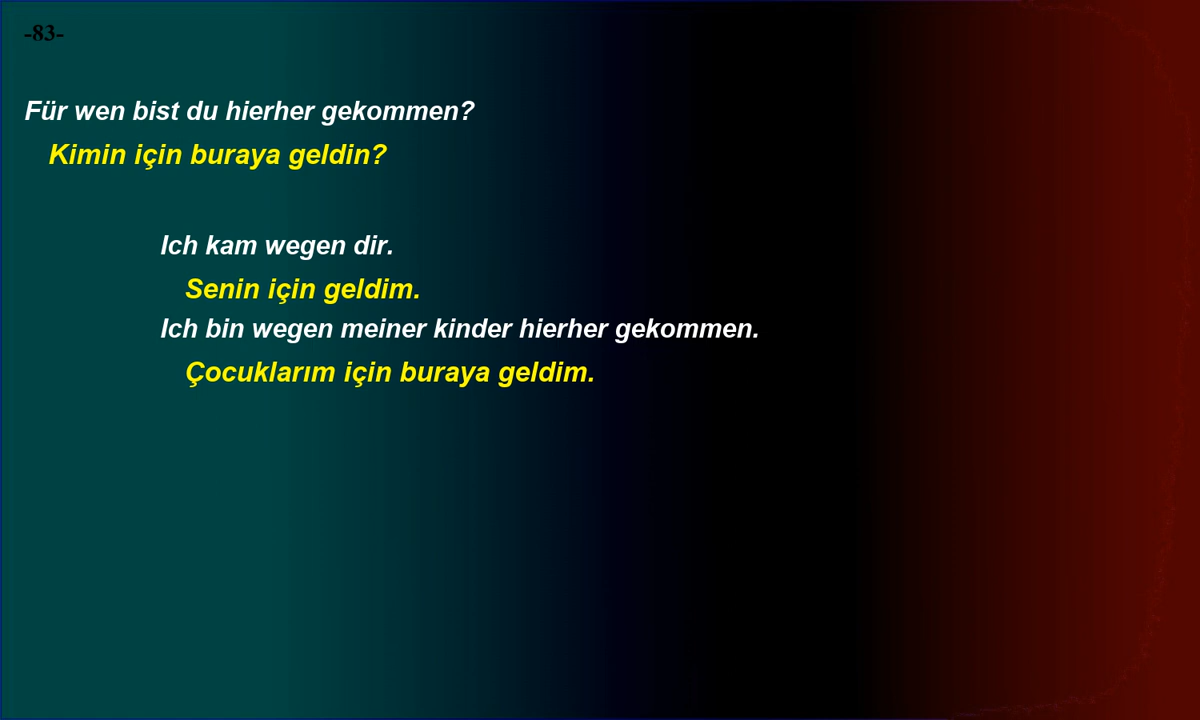 -83-
Für wen bist du hierher gekommen?
Kimin için buraya geldin?
Ich kam wegen dir.
Senin için geldim.
Ich bin wegen meiner kinder hierher gekommen.
Çocuklarım için buraya geldim.